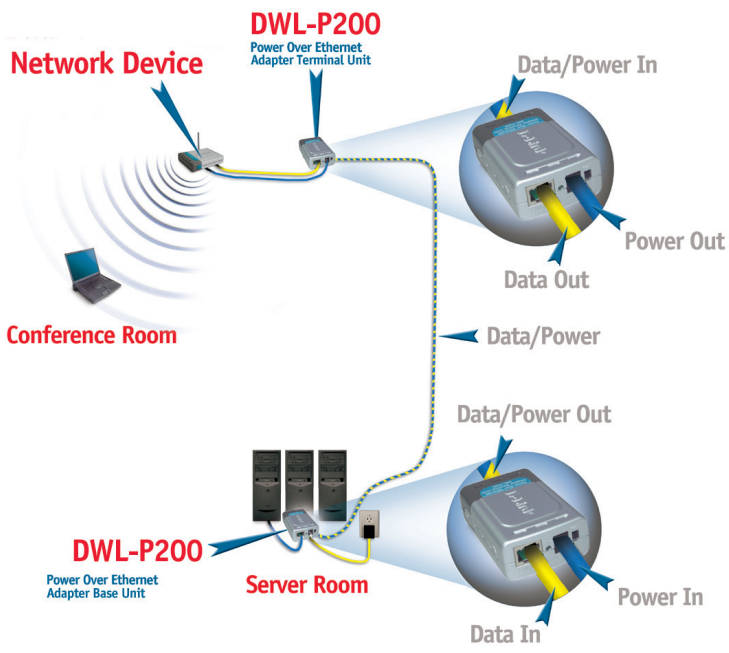 DWL-P200
Power Over Ethernet
Adapter Terminal Unit
Network Device
Data/Power In
Power Out
Data Out
Conference Room
Data/Power
Data/Power Out
DWL-P200
Power Over Ethernet
Adapter Base Unit
Server Room
Power In
Data In